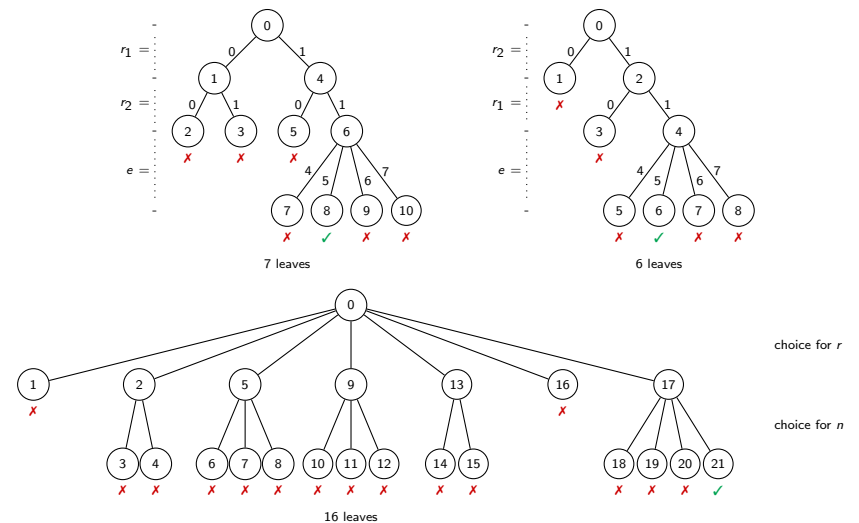 0 0
r1 = 0 1 r2 = 0 1
1 4 1 2
✗
r2 = 0 1 0 1 r1 = 0 1
2 3 5 6 3 4
✗ ✗ ✗ ✗
e = 4 5 6 7 e = 4 5 6 7
7 8 9 10 5 6 7 8
✗ ✓ ✗ ✗ ✗ ✓ ✗ ✗
7 leaves 6 leaves
0
choice for r
1 2 5 9 13 16 17
✗ ✗
choice for n
3 4 6 7 8 10 11 12 14 15 18 19 20 21
✗ ✗ ✗ ✗ ✗ ✗ ✗ ✗ ✗ ✗ ✗ ✗ ✗ ✓
16 leaves